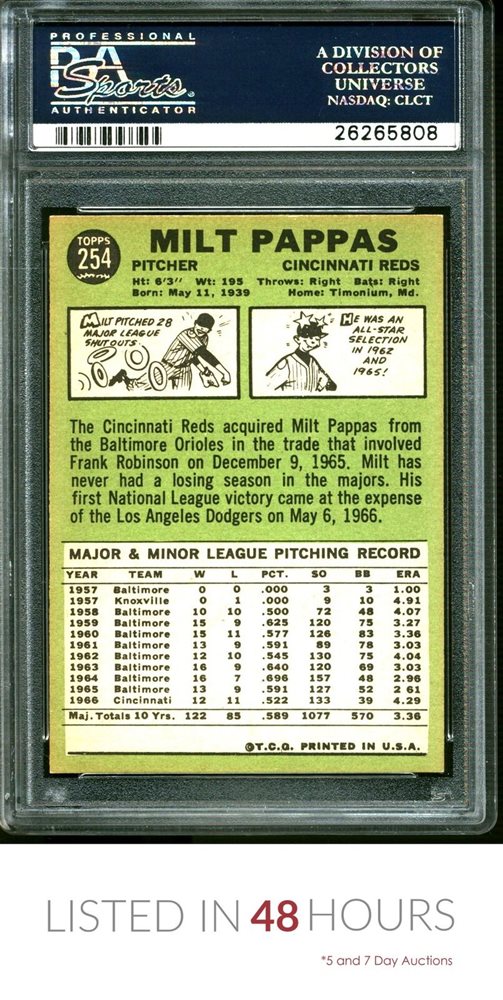 PROFESSIONAL
PSA
Sports
AUTHENTICATOR
A DIVISION OF
COLLECTORS
UNIVERSE
NASDAQ: CLCT
26265808
TOPPS
254
MILT PAPPAS
PITCHER CINCINNATI REDS
Ht: 6'3" Wt: 195 Throws: Right Bats: Right
Born: May 11, 1939 Home: Timonium, Md.
MILT PITCHED 28
MAJOR LEAGUE
SHUTOUTS.
HE WAS AN
ALL-STAR
SELECTION
IN 1962
AND
1965!
The Cincinnati Reds acquired Milt Pappas from
the Baltimore Orioles in the trade that involved
Frank Robinson on December 9, 1965. Milt has
never had a losing season in the majors. His
first National League victory came at the expense
of the Los Angeles Dodgers on May 6, 1966.
MAJOR & MINOR LEAGUE PITCHING RECORD
YEAR TEAM W L PCT. SO BB ERA
1957 Baltimore 0 0 .000 3 3 1.00
1957 Knoxville 0 1 .000 9 10 4.91
1958 Baltimore 10 10 .500 72 48 4.07
1959 Baltimore 15 9 .625 120 75 3.27
1960 Baltimore 15 11 .577 126 83 3.36
1961 Baltimore 13 9 .591 89 78 3.03
1962 Baltimore 12 10 .545 130 75 4.04
1963 Baltimore 16 9 .640 120 69 3.03
1964 Baltimore 16 7 .696 157 48 2.96
1965 Baltimore 13 9 .591 127 52 2 61
1966 Cincinnati 12 11 .522 133 39 4.29
Maj. Totals 10 Yrs. 122 85 .589 1077 570 3.36
©T.C.G. PRINTED IN U.S.A.
LISTED IN 48 HOURS
*5 and 7 Day Auctions